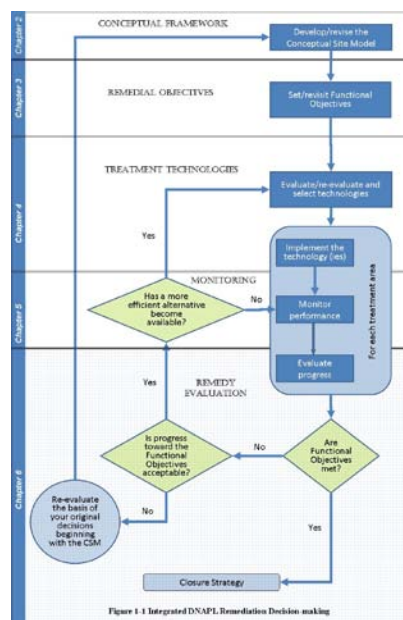 Chapter 2
CONCEPTUAL FRAMEWORK
Develop/revise the
Conceptual Site Model
Chapter 3
REMEDIAL OBJECTIVES
Set/revisit Functional
Objectives
Chapter 4
TREATMENT TECHNOLOGIES
Evaluate/re-evaluate and
select technologies
Yes
Implement the
technology (ies)
For each treatment area
Chapter 5
MONITORING
Has a more
efficient alternative
become
available?
No
Monitor
performance
Evaluate
progress
Chapter 6
Yes
REMEDY
EVALUATION
Is progress
toward the
Functional
Objectives
acceptable?
No
Are
Functional
Objectives
met?
Re-evaluate
the basis of
your original
decisions
beginning
with the CSM
No
Yes
Closure Strategy
Figure 1-1 Integrated DNAPL Remediation Decision-making